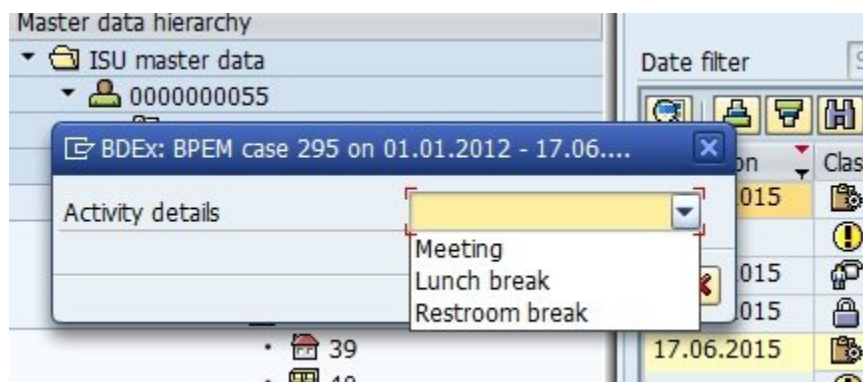 Master data hierarchy
ISU master data
Date filter
0000000055
BDEx: BPEM case 295 on 01.01.2012 - 17.06....
Clas
015
Activity details
Meeting
Lunch break
015
Restroom break
015
39
17.06.2015